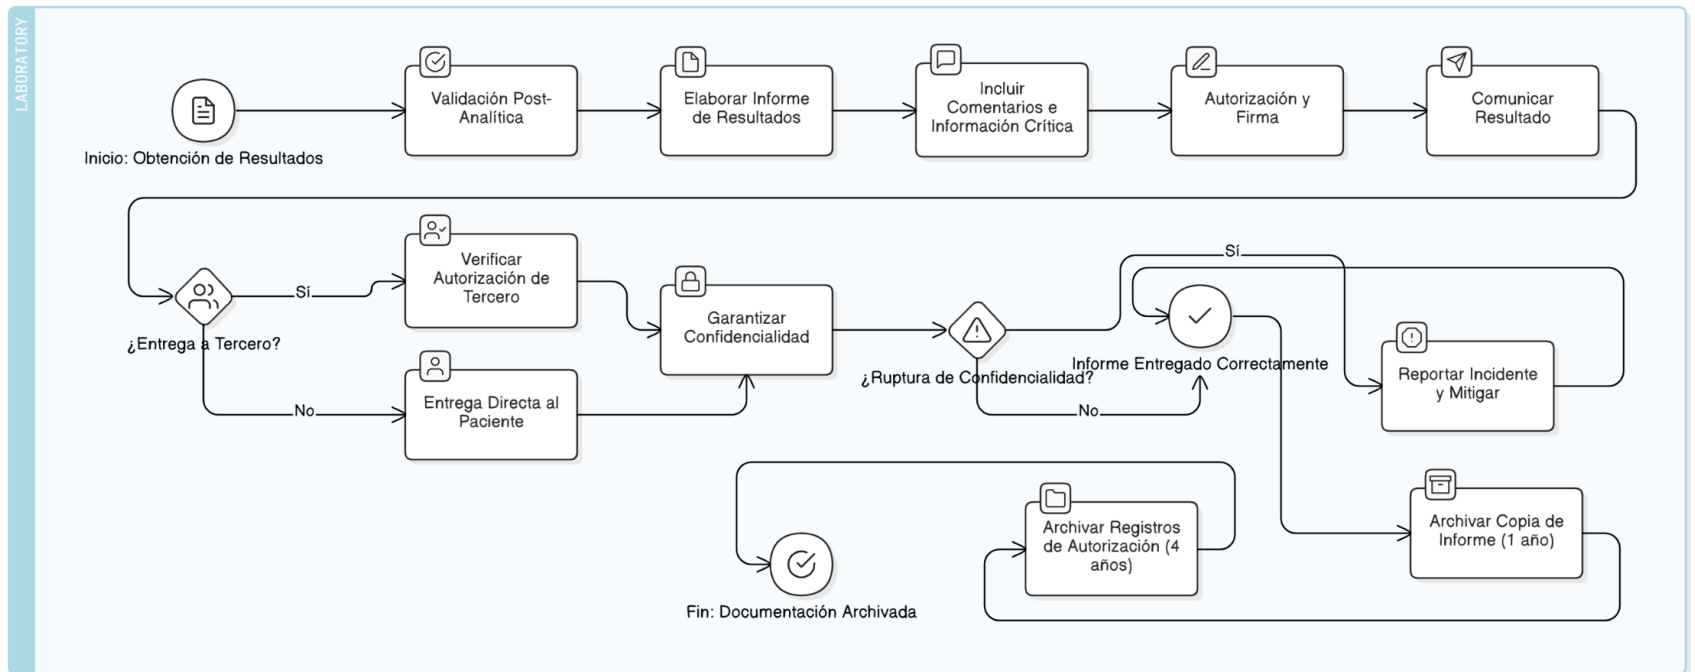 LABORATORY
Validación Post-
Analítica
Elaborar Informe
de Resultados
Incluir
Comentarios e
Información Crítica
Autorización y
Firma
Comunicar
Resultado
Inicio: Obtención de Resultados
¿Entrega a Tercero?
Sí
No
Verificar
Autorización de
Tercero
Entrega Directa al
Paciente
Garantizar
Confidencialidad
¿Ruptura de Confidencialidad?
Sí
No
Informe Entregado Correctamente
Reportar Incidente
y Mitigar
Archivar Copia de
Informe (1 año)
Archivar Registros
de Autorización (4
años)
Fin: Documentación Archivada